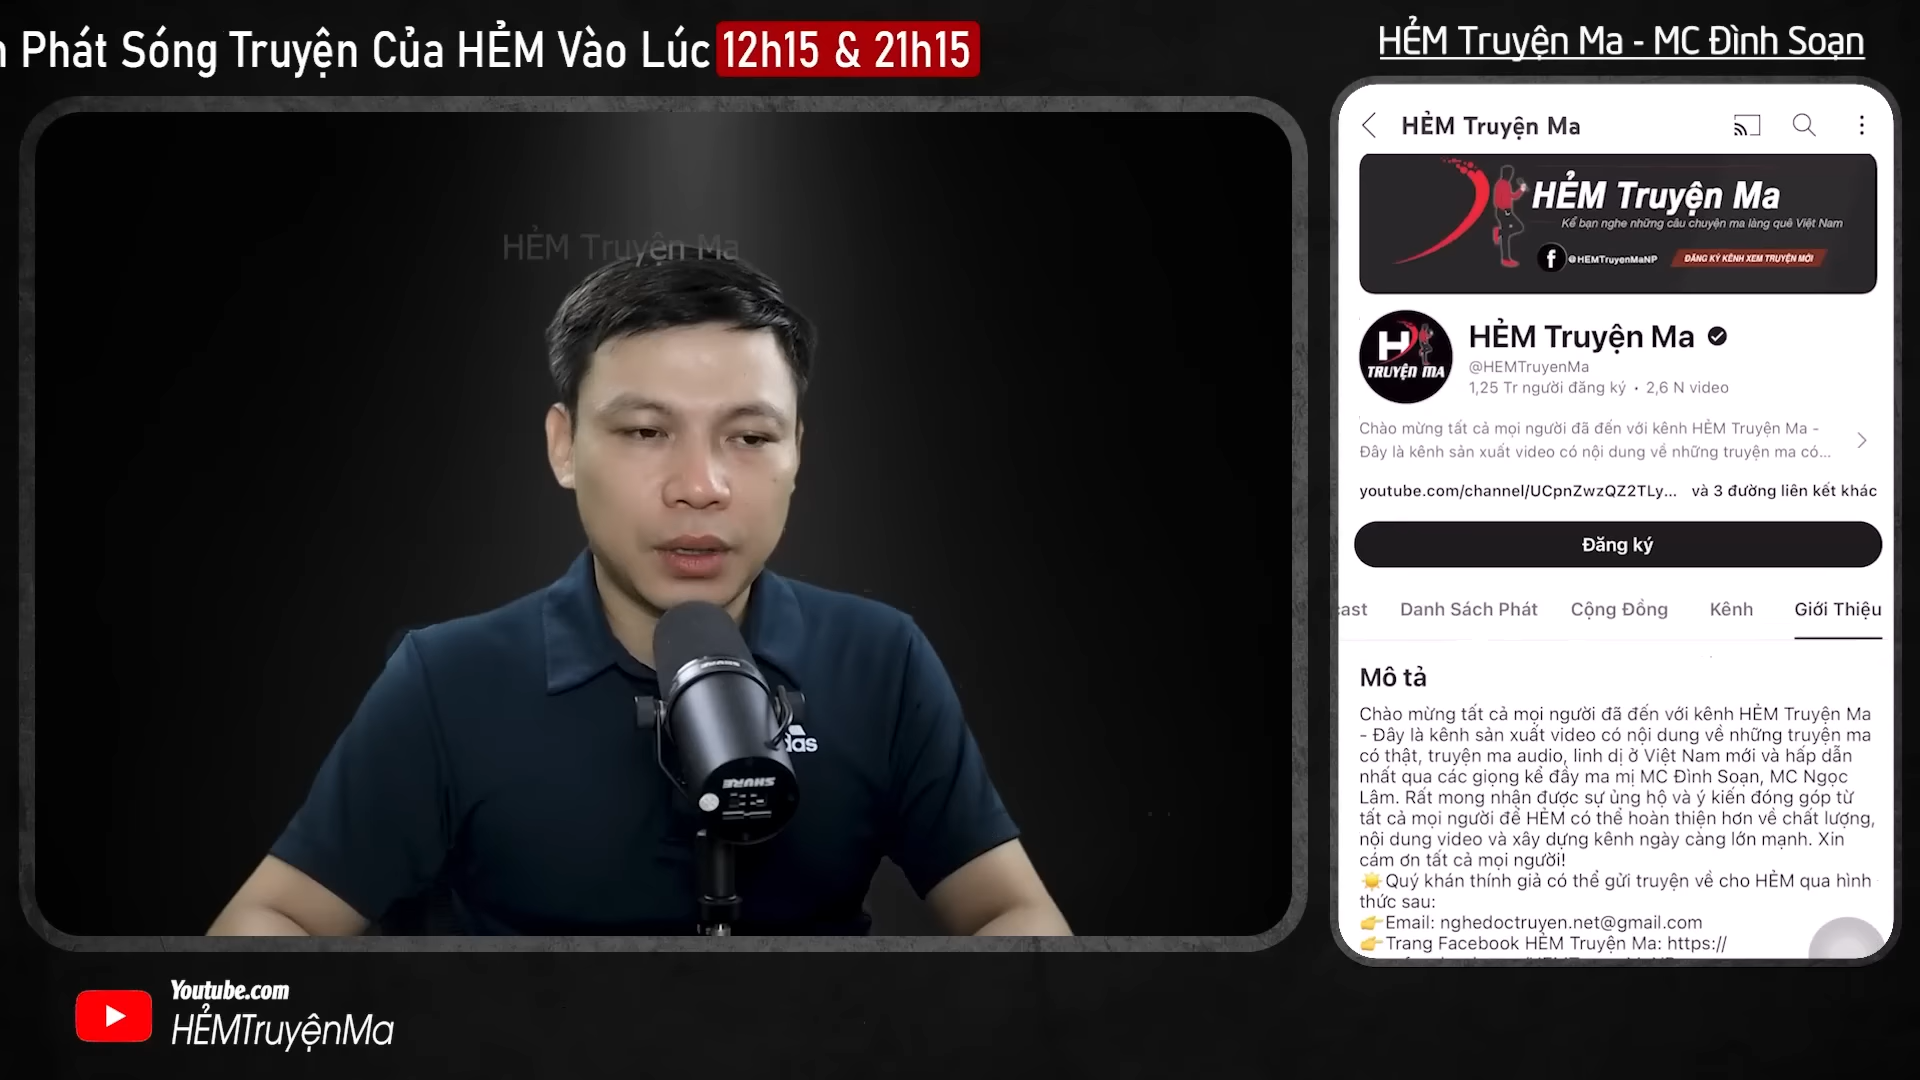 Phát Sóng Truyện Của HẺM Vào Lúc 12h15 & 21h15
HẺM Truyện Ma - MC Đình Soạn
HẺM Truyện Ma
HẺM Truyện Ma
HẺM Truyện Ma
Kể bạn nghe những câu chuyện ma làng quê Việt Nam
f @HEMTruyenMaNP
ĐĂNG KÝ KÊNH XEM TRUYỆN MỚI
H
TRUYỆN MA
HẺM Truyện Ma
@HEMTruyenMa
1,25 Tr người đăng ký • 2,6 N video
Chào mừng tất cả mọi người đã đến với kênh HẺM Truyện Ma -
Đây là kênh sản xuất video có nội dung về những truyện ma có...
youtube.com/channel/UCpnZwzQZ2TLy... và 3 đường liên kết khác
Đăng ký
cast Danh Sách Phát Cộng Đồng Kênh Giới Thiệu
Mô tả
Chào mừng tất cả mọi người đã đến với kênh HẺM Truyện Ma
- Đây là kênh sản xuất video có nội dung về những truyện ma
có thật, truyện ma audio, linh dị ở Việt Nam mới và hấp dẫn
nhất qua các giọng kể đầy ma mị MC Đình Soạn, MC Ngọc
Lâm. Rất mong nhận được sự ủng hộ và ý kiến đóng góp từ
tất cả mọi người để HẺM có thể hoàn thiện hơn về chất lượng,
nội dung video và xây dựng kênh ngày càng lớn mạnh. Xin
cám ơn tất cả mọi người!
Quý khán thính giả có thể gửi truyện về cho HẺM qua hình
thức sau:
Email: nghedoctruyen.net@gmail.com
Trang Facebook HẺM Truyện Ma: https://
SHURE
das
SHURE
Youtube.com
HẺMTruyệnMa